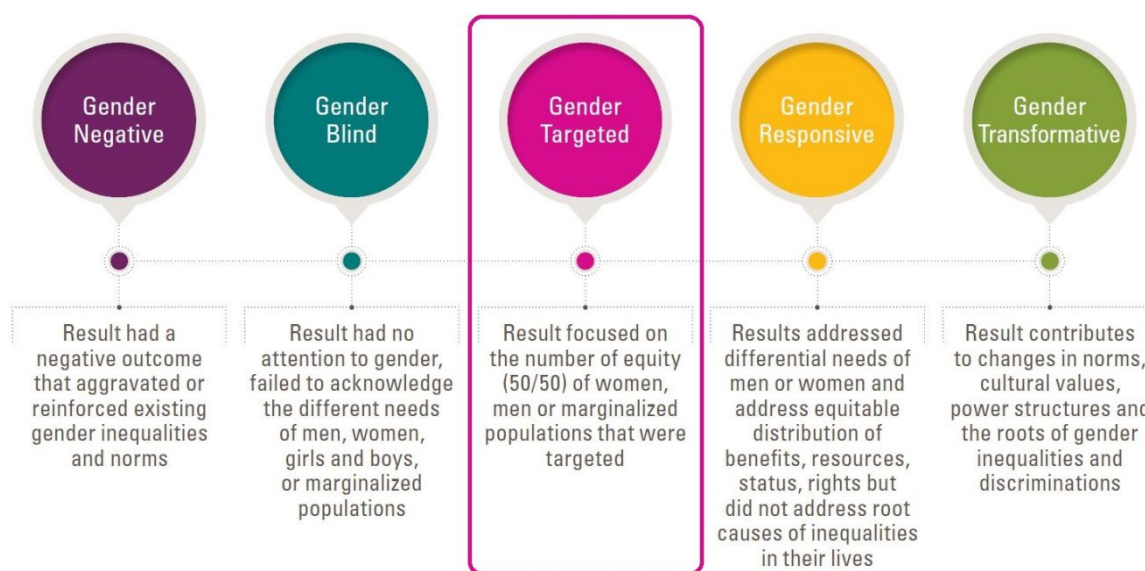 Gender
Negative
Gender
Blind
Gender
Targeted
Gender
Responsive
Gender
Transformative
Result had a
negative outcome
that aggravated or
reinforced existing
gender inequalities
and norms
Result had no
attention to gender,
failed to acknowledge
the different needs
of men, women,
girls and boys,
or marginalized
populations
Result focused on
the number of equity
(50/50) of women,
men or marginalized
populations that were
targeted
Results addressed
differential needs of
men or women and
address equitable
distribution of
benefits, resources,
status, rights but
did not address root
causes of inequalities
in their lives
Result contributes
to changes in norms,
cultural values,
power structures and
the roots of gender
inequalities and
discriminations